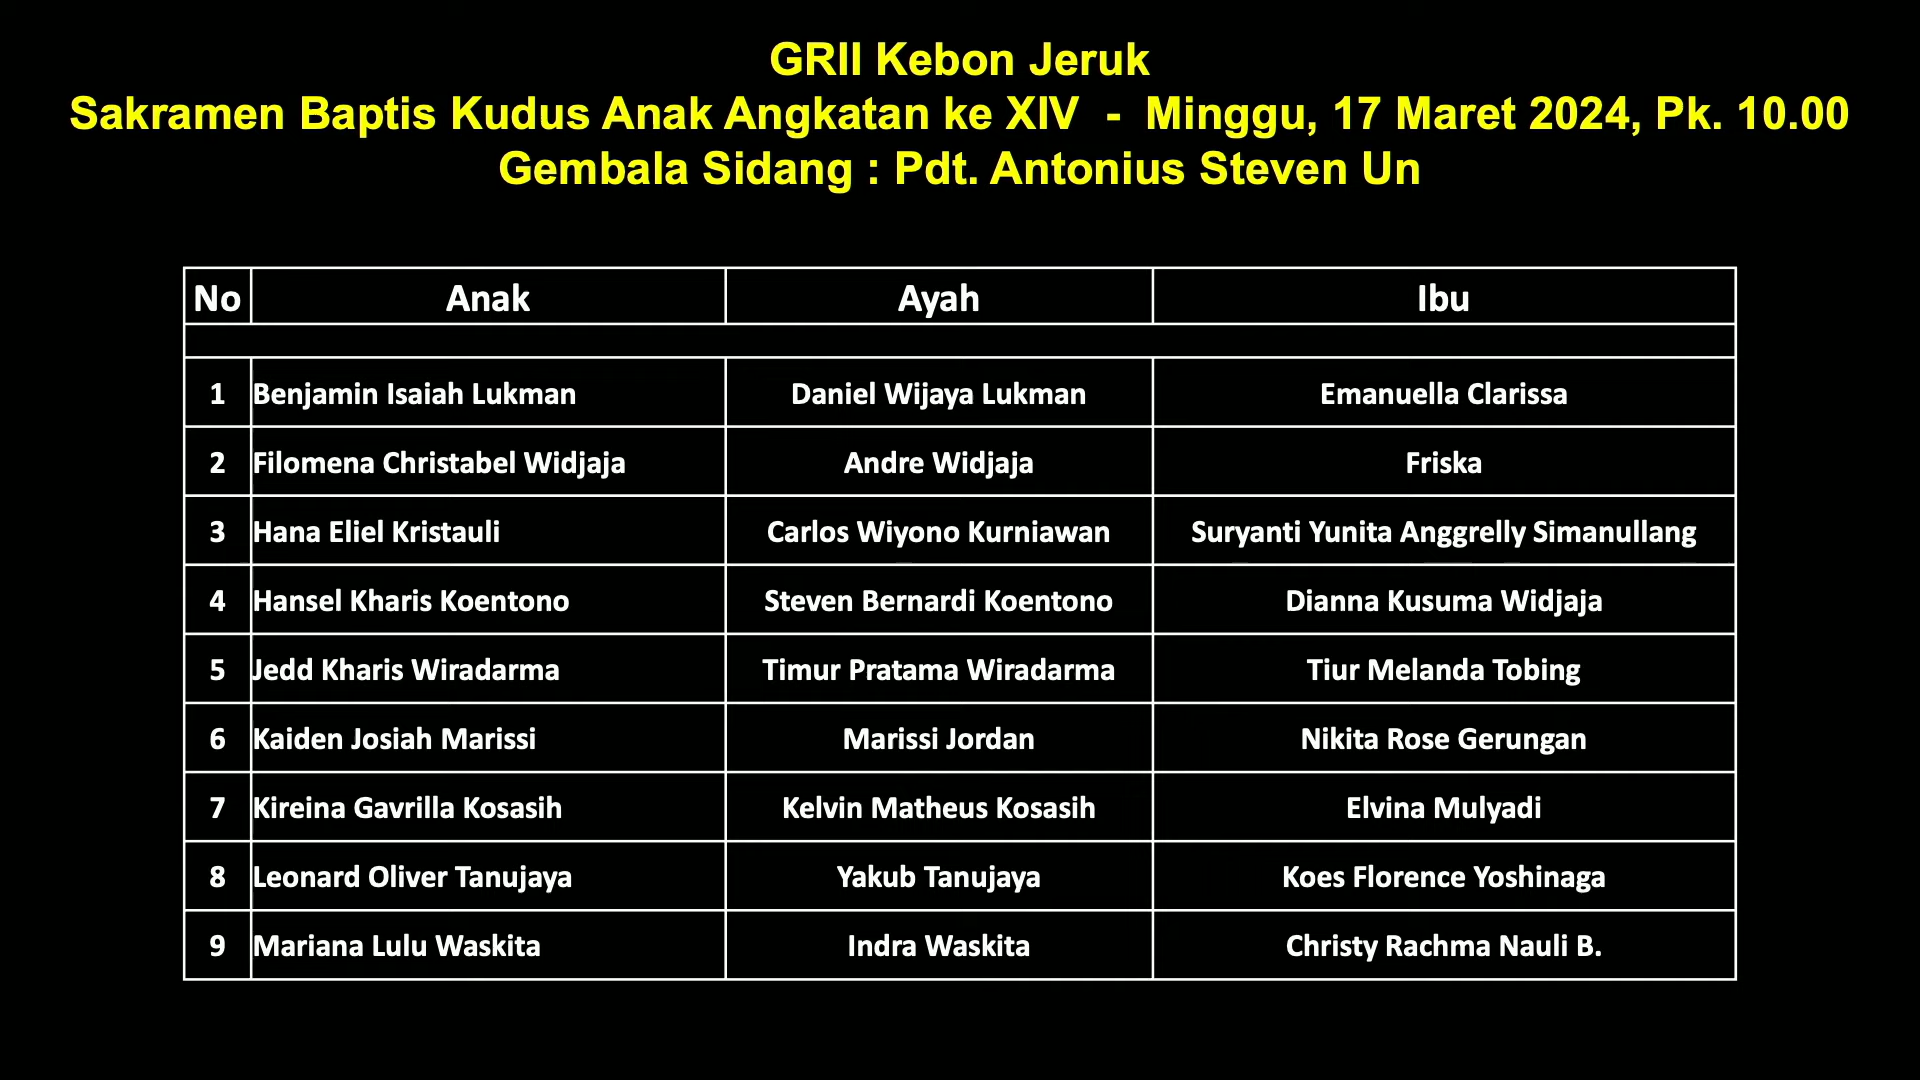 GRII Kebon Jeruk
Sakramen Baptis Kudus Anak Angkatan ke XIV - Minggu, 17 Maret 2024, Pk. 10.00
Gembala Sidang : Pdt. Antonius Steven Un
No Anak Ayah Ibu
1 Benjamin Isaiah Lukman Daniel Wijaya Lukman Emanuella Clarissa
2 Filomena Christabel Widjaja Andre Widjaja Friska
3 Hana Eliel Kristauli Carlos Wiyono Kurniawan Suryanti Yunita Anggrelly Simanullang
4 Hansel Kharis Koentono Steven Bernardi Koentono Dianna Kusuma Widjaja
5 Jedd Kharis Wiradarma Timur Pratama Wiradarma Tiur Melanda Tobing
6 Kaiden Josiah Marissi Marissi Jordan Nikita Rose Gerungan
7 Kireina Gavrilla Kosasih Kelvin Matheus Kosasih Elvina Mulyadi
8 Leonard Oliver Tanujaya Yakub Tanujaya Koes Florence Yoshinaga
9 Mariana Lulu Waskita Indra Waskita Christy Rachma Nauli B.